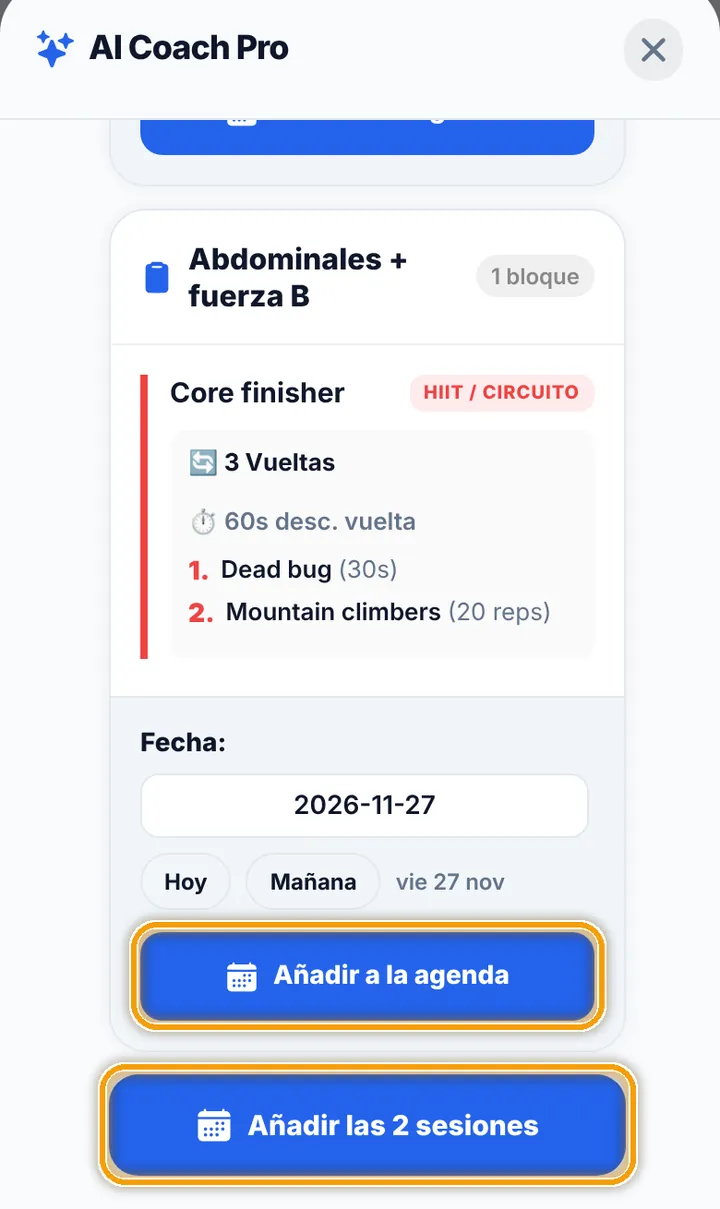 AI Coach Pro
Abdominales +
fuerza B
1 bloque
Core finisher
HIIT / CIRCUITO
3 Vueltas
60s desc. vuelta
1. Dead bug (30s)
2. Mountain climbers (20 reps)
Fecha:
2026-11-27
Hoy
Mañana
vie 27 nov
Añadir a la agenda
Añadir las 2 sesiones